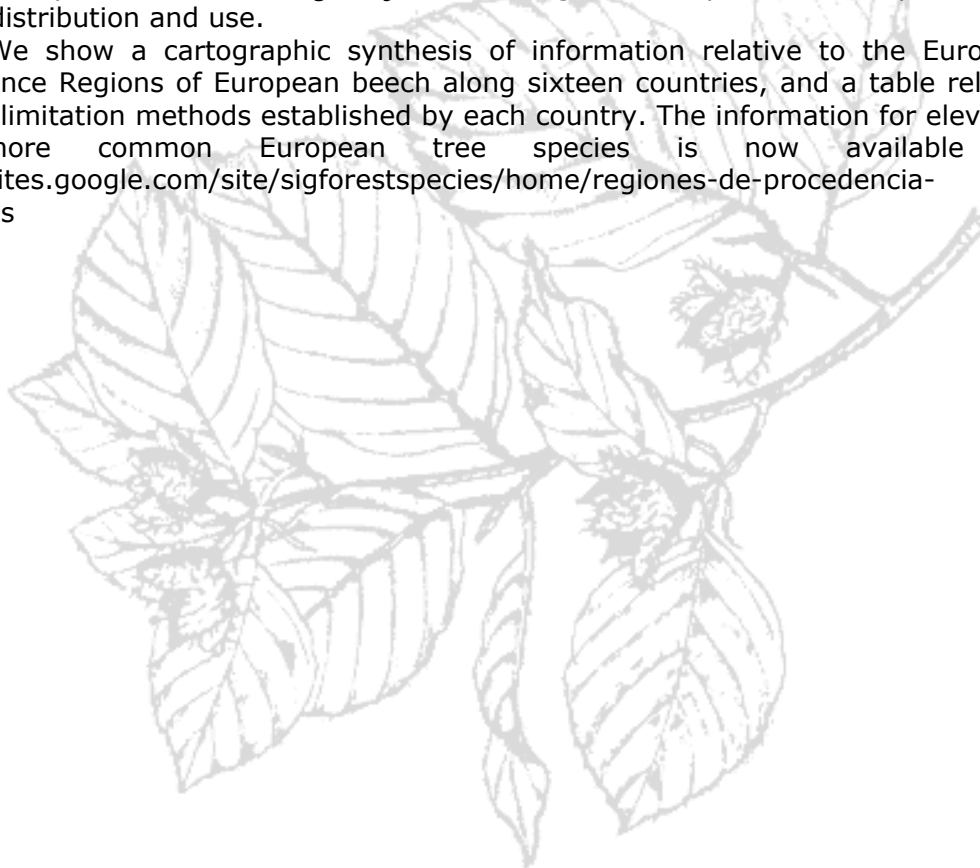 distribution and use.
We show a cartographic synthesis of information relative to the Euro
nce Regions of European beech along sixteen countries, and a table rel
limitation methods established by each country. The information for elev
more common European tree species is now available
ites.google.com/site/sigforestspecies/home/regiones-de-procedencia-
s